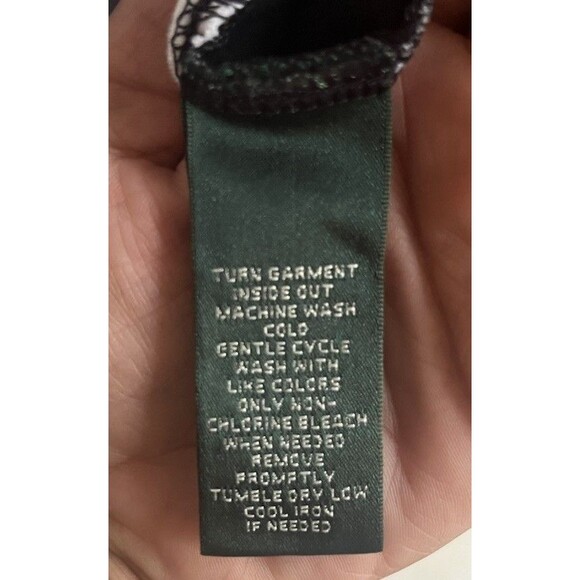 TURN GARMENT
INSIDE OUT
MACHINE WASH
COLD
GENTLE CYCLE
WASH WITH
LIKE COLORS
ONLY NON-
CHLORINE BLEACH
WHEN NEEDED
REMOVE
PROMPTLY
TUMBLE DRY LOW
COOL IRON
IF NEEDED